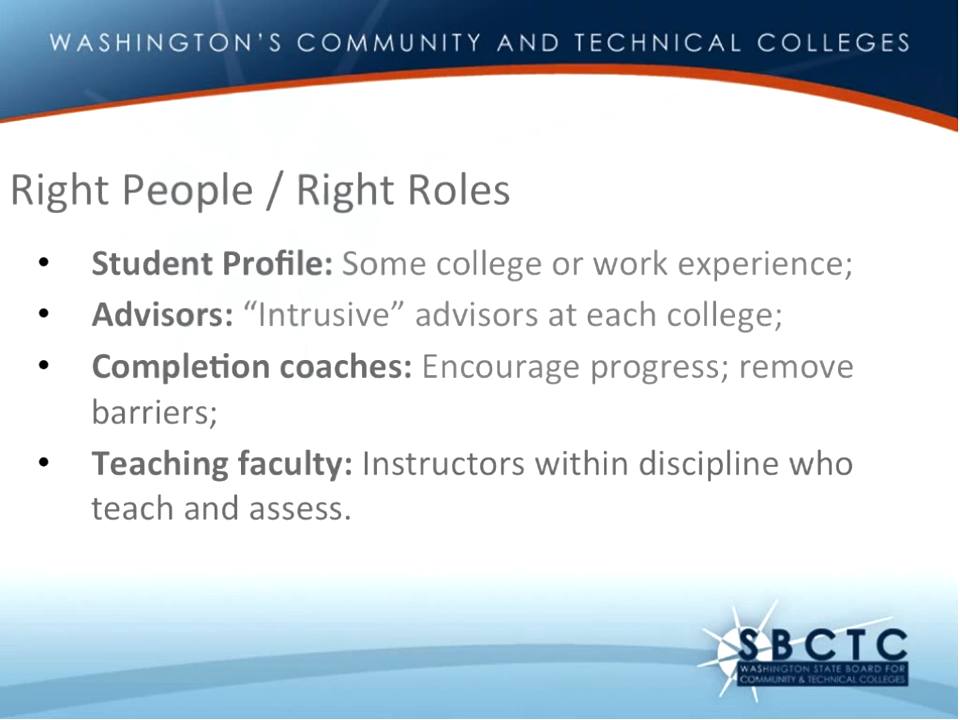 WASHINGTON'S COMMUNITY AND TECHNICAL COLLEGES
Right People / Right Roles
• Student Profile: Some college or work experience;
• Advisors: “Intrusive” advisors at each college;
• Completion coaches: Encourage progress; remove
barriers;
• Teaching faculty: Instructors within discipline who
teach and assess.
SBCTC
WASHINGTON STATE BOARD FOR
COMMUNITY & TECHNICAL COLLEGES